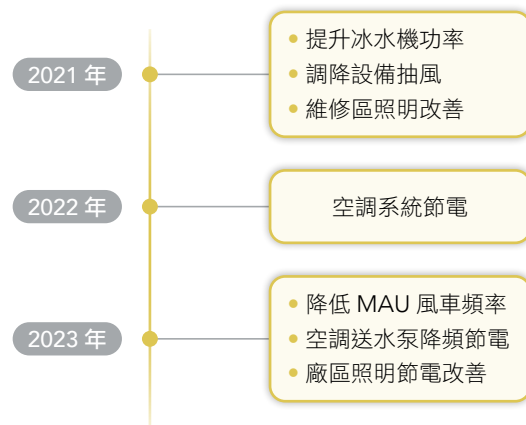 2021 年
• 提升冰水機功率
• 調降設備抽風
• 維修區照明改善
2022 年
空調系統節電
2023 年
• 降低 MAU 風車頻率
• 空調送水泵降頻節電
• 廠區照明節電改善